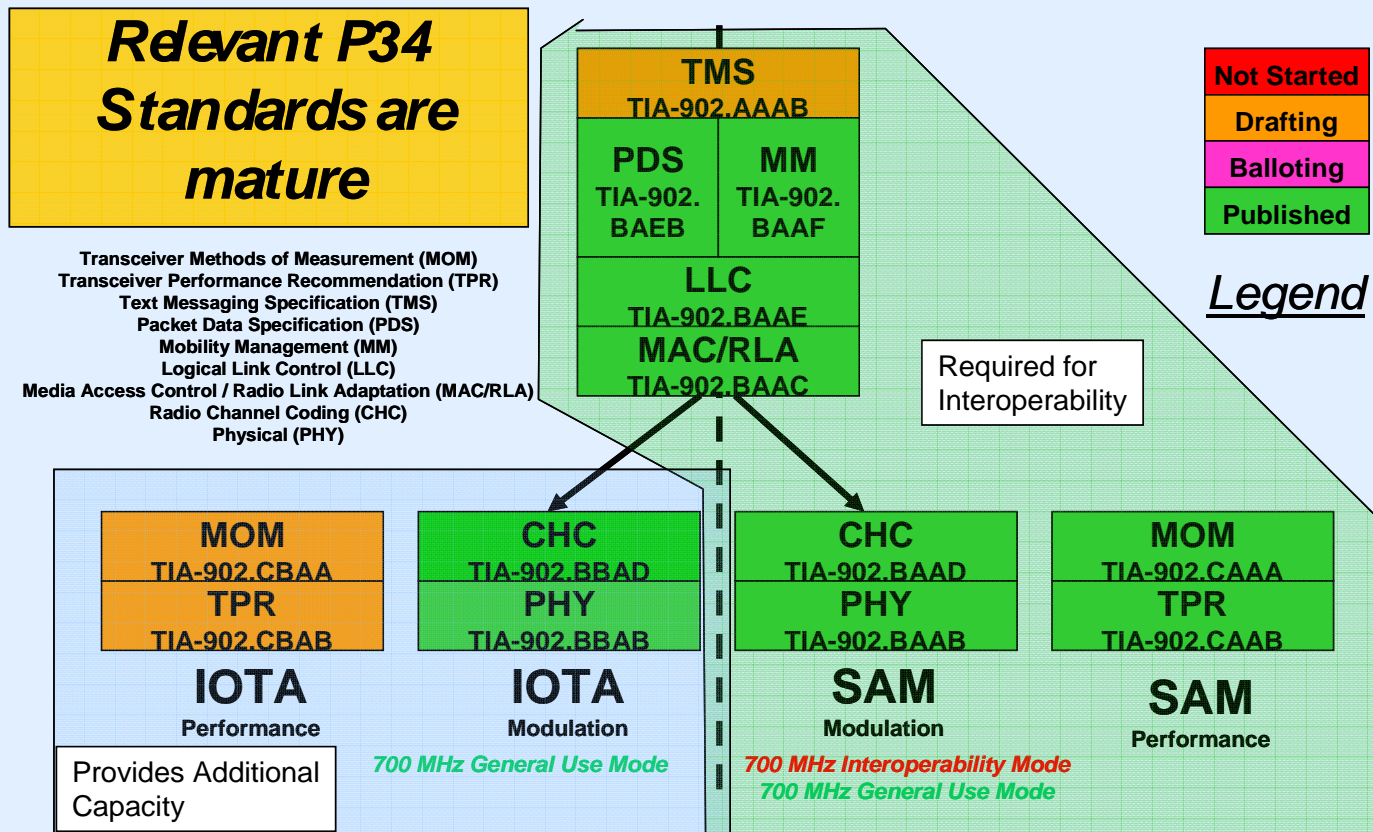 Relevant P34
Standards are
mature
Transceiver Methods of Measurement (MOM)
Transceiver Performance Recommendation (TPR)
Text Messaging Specification (TMS)
Packet Data Specification (PDS)
Mobility Management (MM)
Logical Link Control (LLC)
Media Access Control / Radio Link Adaptation (MAC/RLA)
Radio Channel Coding (CHC)
Physical (PHY)
TMS
TIA-902.AAAB
PDS
TIA-902.
BAEB
MM
TIA-902.
BAAF
LLC
TIA-902.BAAE
MAC/RLA
TIA-902.BAAC
Not Started
Drafting
Balloting
Published
Legend
Required for
Interoperability
MOM
TIA-902.CBAA
TPR
TIA-902.CBAB
IOTA
Performance
Provides Additional
Capacity
CHC
TIA-902.BBAD
PHY
TIA-902.BBAB
IOTA
Modulation
700 MHz General Use Mode
CHC
TIA-902.BAAD
PHY
TIA-902.BAAB
SAM
Modulation
700 MHz Interoperability Mode
700 MHz General Use Mode
MOM
TIA-902.CAAA
TPR
TIA-902.CAAB
SAM
Performance